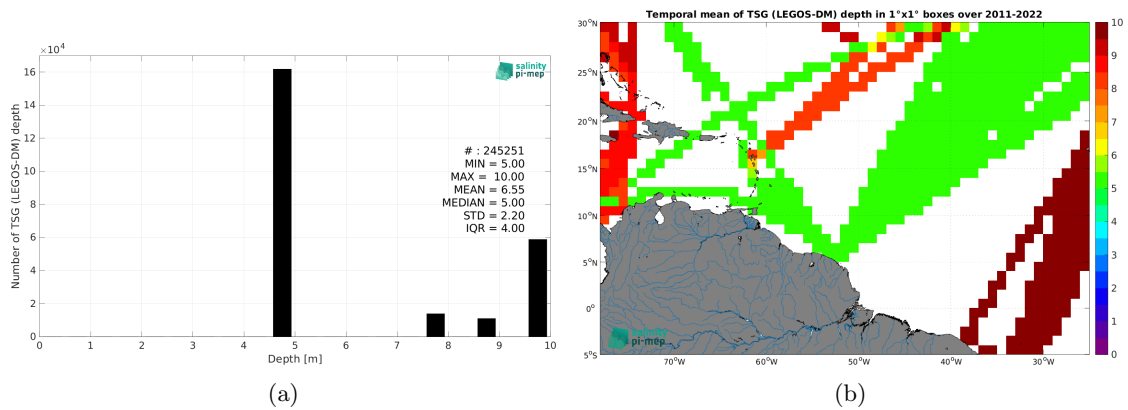 ×10⁴
16
14
12
10
8
6
4
2
0
0 1 2 3 4 5 6 7 8 9 10
Number of TSG (LEGOS-DM) depth
Depth [m]
salinity
pi-mep
# : 245251
MIN = 5.00
MAX = 10.00
MEAN = 6.55
MEDIAN = 5.00
STD = 2.20
IQR = 4.00
(a)
Temporal mean of TSG (LEGOS-DM) depth in 1°x1° boxes over 2011-2022
30°N
25°N
20°N
15°N
10°N
5°N
0°
5°S
70°W 60°W 50°W 40°W 30°W
salinity
pi-mep
10
9
8
7
6
5
4
3
2
1
0
(b)